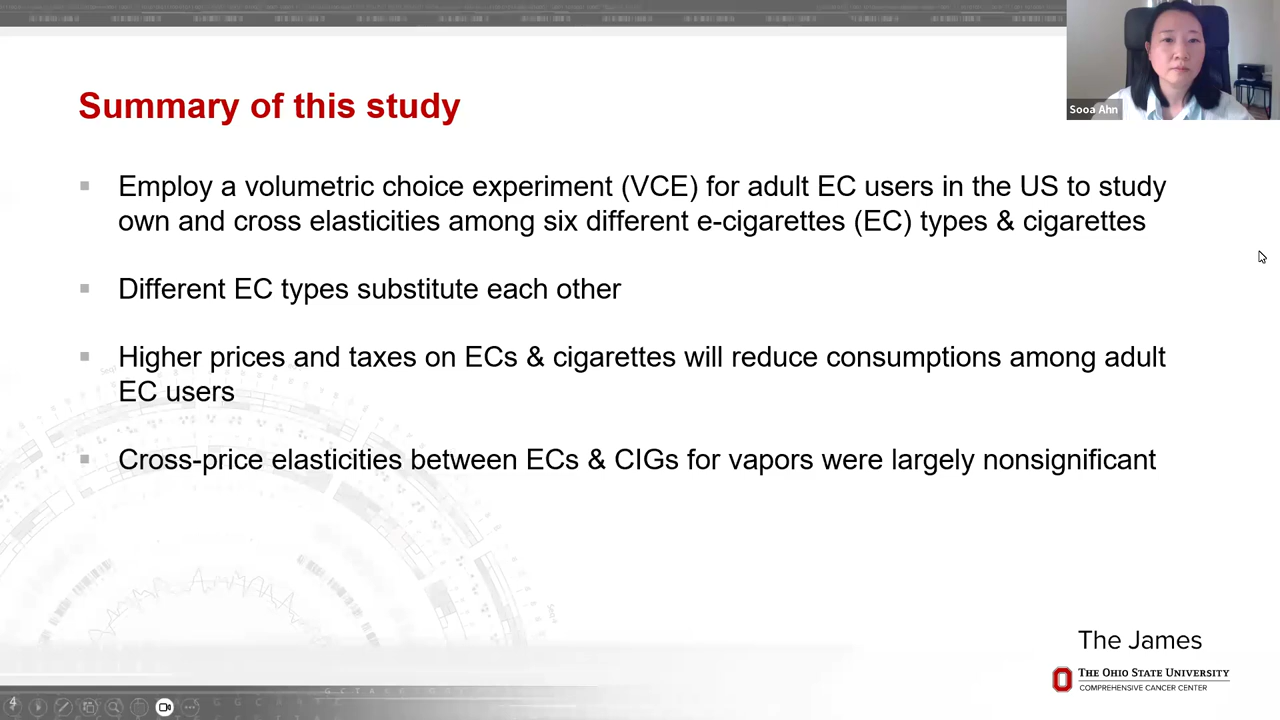 Sooa Ahn
Summary of this study
Employ a volumetric choice experiment (VCE) for adult EC users in the US to study
own and cross elasticities among six different e-cigarettes (EC) types & cigarettes
Different EC types substitute each other
Higher prices and taxes on ECs & cigarettes will reduce consumptions among adult
EC users
Cross-price elasticities between ECs & CIGs for vapors were largely nonsignificant
The James
THE OHIO STATE UNIVERSITY
COMPREHENSIVE CANCER CENTER
4